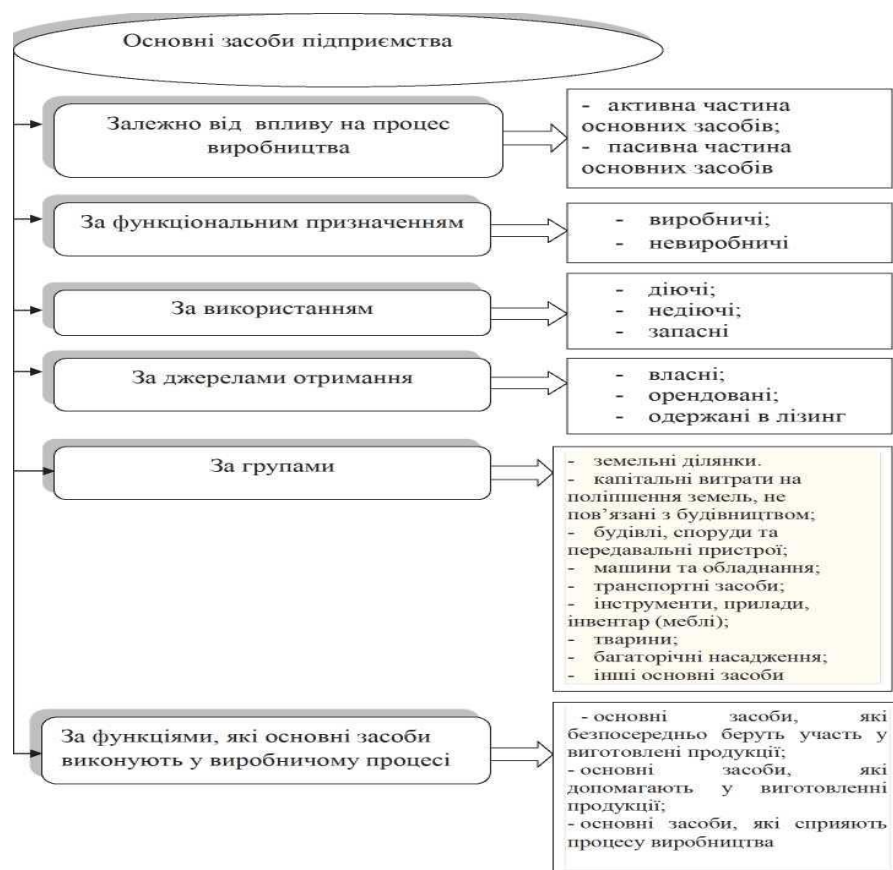 Основні засоби підприємства
Залежно від впливу на процес
виробництва
- активна частина
основних засобів;
- пасивна частина
основних засобів
За функціональним призначенням
- виробничі;
- невиробничі
За використанням
- діючі;
- недіючі;
- запасні
За джерелами отримання
- власні;
- орендовані;
- одержані в лізинг
За групами
- земельні ділянки.
- капітальні витрати на
поліпшення земель, не
пов’язані з будівництвом;
- будівлі, споруди та
передавальні пристрої;
- машини та обладнання;
- транспортні засоби;
- інструменти, прилади,
інвентар (меблі);
- тварини;
- багаторічні насадження;
- інші основні засоби
За функціями, які основні засоби
виконують у виробничому процесі
- основні засоби, які
безпосередньо беруть участь у
виготовлені продукції;
- основні засоби, які
допомагають у виготовленні
продукції;
- основні засоби, які сприяють
процесу виробництва